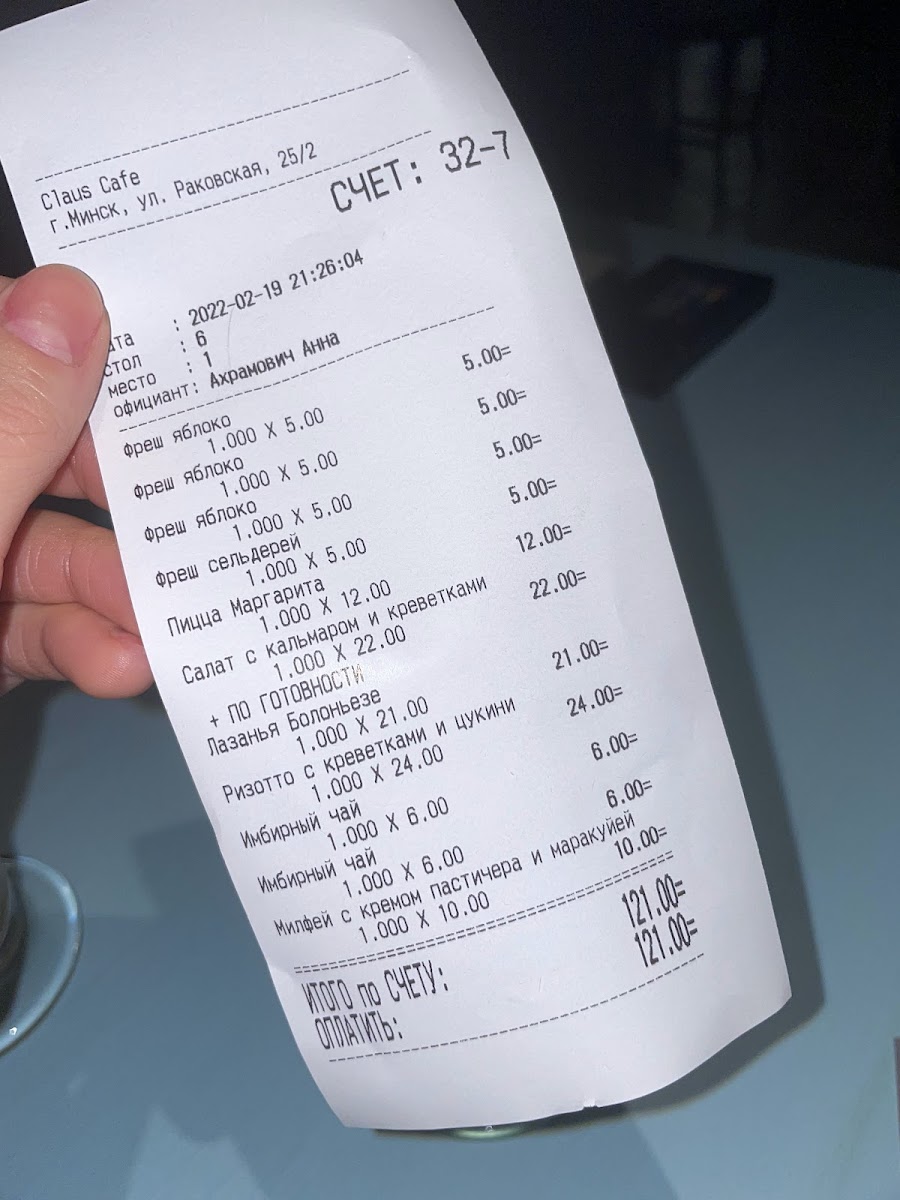 Claus Cafe
г.Минск, ул. Раковская, 25/2
СЧЕТ: 32-7
: 2022-02-19 21:26:04
стол : 6
место : 1
официант: Ахрамович Анна
Фреш яблоко
1.000 X 5.00 5.00=
Фреш яблоко
1.000 X 5.00 5.00=
Фреш яблоко
1.000 X 5.00 5.00=
Фреш сельдерей
1.000 X 5.00 5.00=
Пицца Маргарита
1.000 X 12.00 12.00=
Салат с кальмаром и креветками
1.000 X 22.00 22.00=
+ ПО ГОТОВНОСТИ
Лазанья Болоньезе
1.000 X 21.00 21.00=
Ризотто с креветками и цукини
1.000 X 24.00 24.00=
Имбирный чай
1.000 X 6.00 6.00=
Имбирный чай
1.000 X 6.00 6.00=
Милфей с кремом пастичера и маракуйей
1.000 X 10.00 10.00=
ИТОГО по СЧЕТУ: 121.00=
ОПЛАТИТЬ: 121.00=